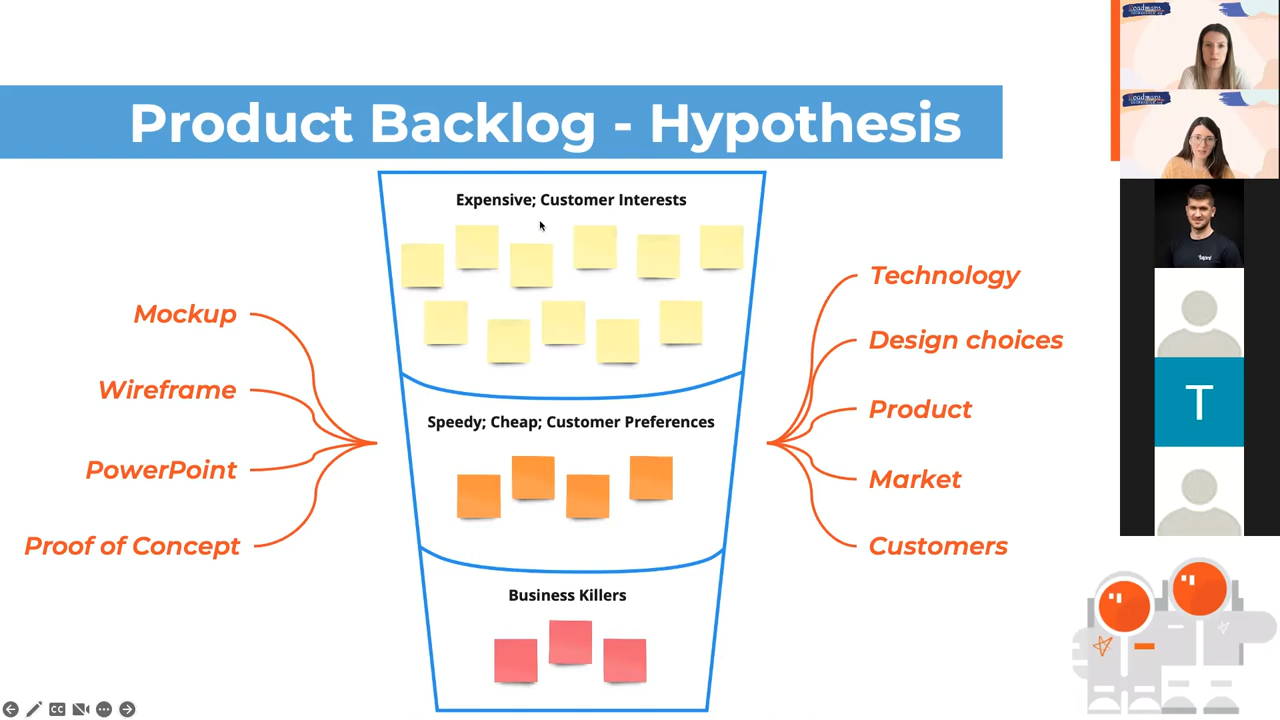 Product Backlog - Hypothesis
Expensive; Customer Interests
Speedy; Cheap; Customer Preferences
Business Killers
Mockup
Wireframe
PowerPoint
Proof of Concept
Technology
Design choices
Product
Market
Customers
T
CC